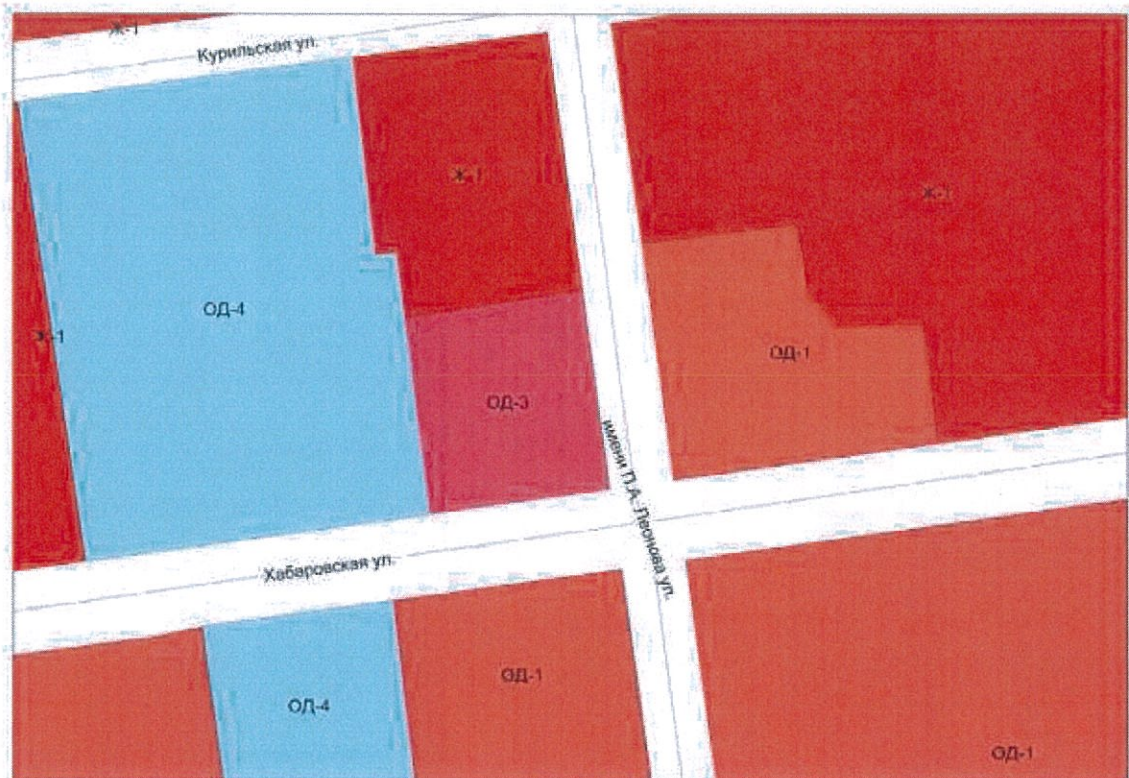 Ж-1
Курильская ул.
Ж-1
Ж-1
ОД-4
Ж-1
ОД-1
ОД-3
имени П.А. Леонова ул.
Хабаровская ул.
ОД-1
ОД-4
ОД-1